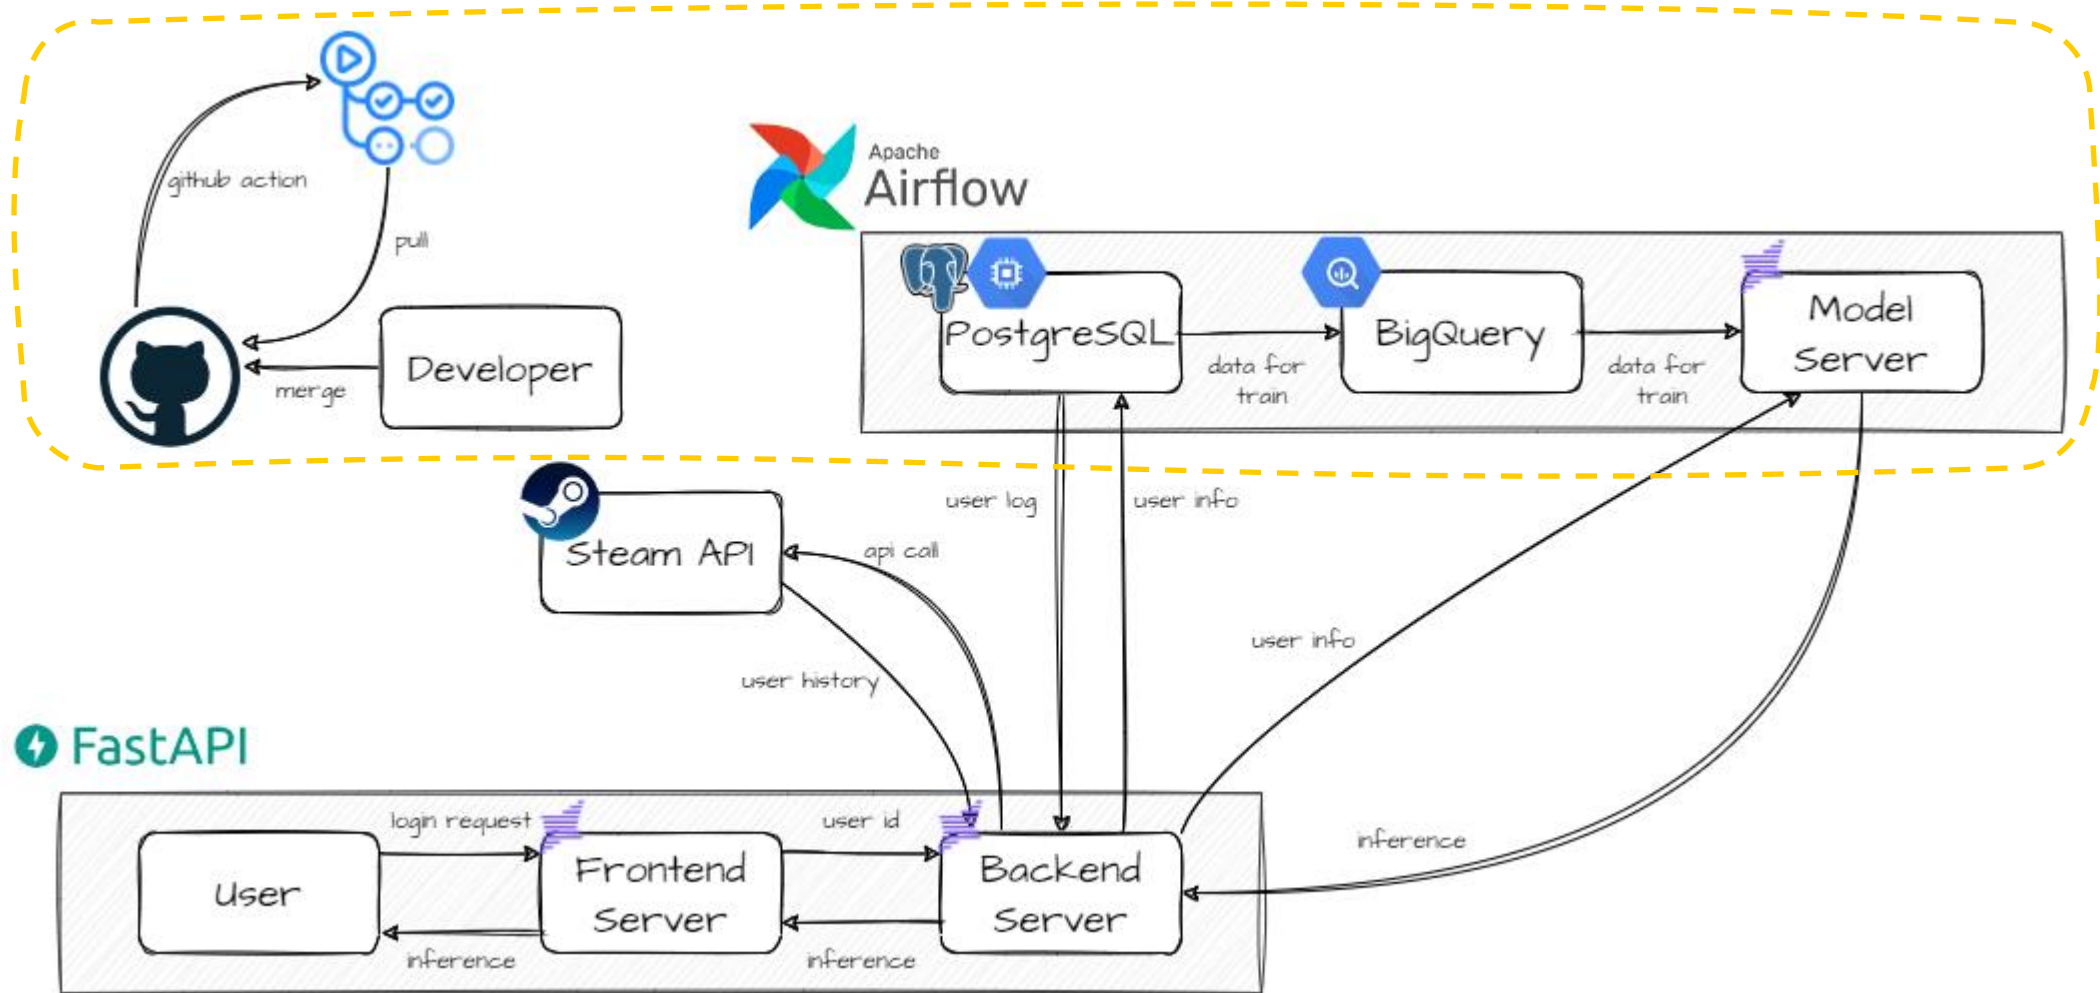 github action
pull
Developer
merge
Apache
Airflow
PostgreSQL
data for
train
BigQuery
data for
train
Model
Server
user log
user info
Steam API
api call
user history
user info
inference
FastAPI
login request
user id
User
Frontend
Server
Backend
Server
inference
inference